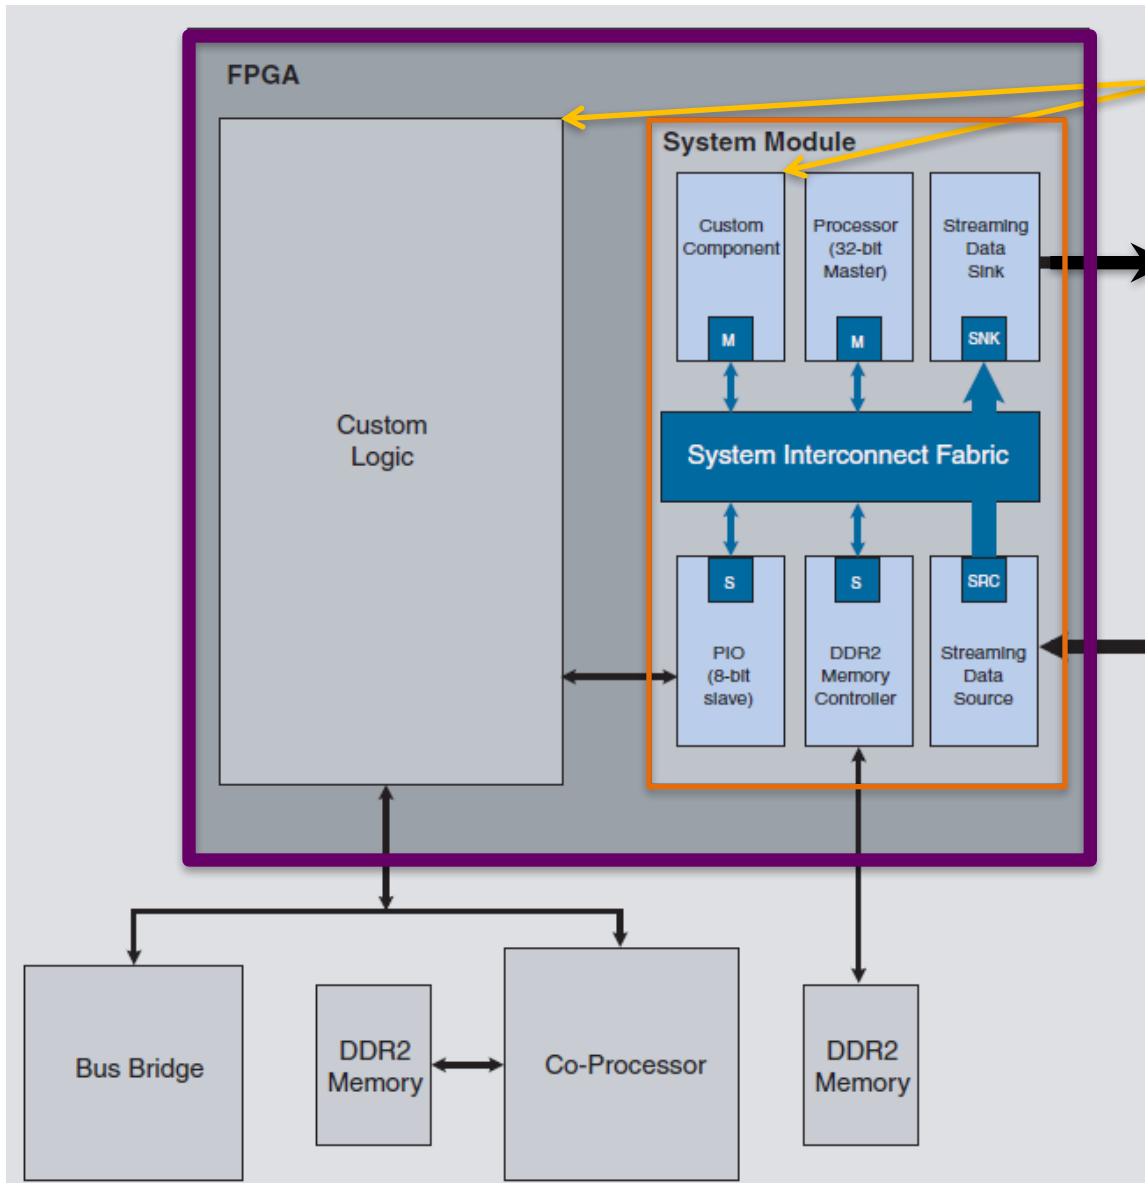 FPGA
System Module
Custom
Component
M
Processor
(32-bit
Master)
M
Streaming
Data
Sink
SNK
Custom
Logic
System Interconnect Fabric
S
PIO
(8-bit
slave)
S
DDR2
Memory
Controller
SRC
Streaming
Data
Source
Bus Bridge
DDR2
Memory
Co-Processor
DDR2
Memory